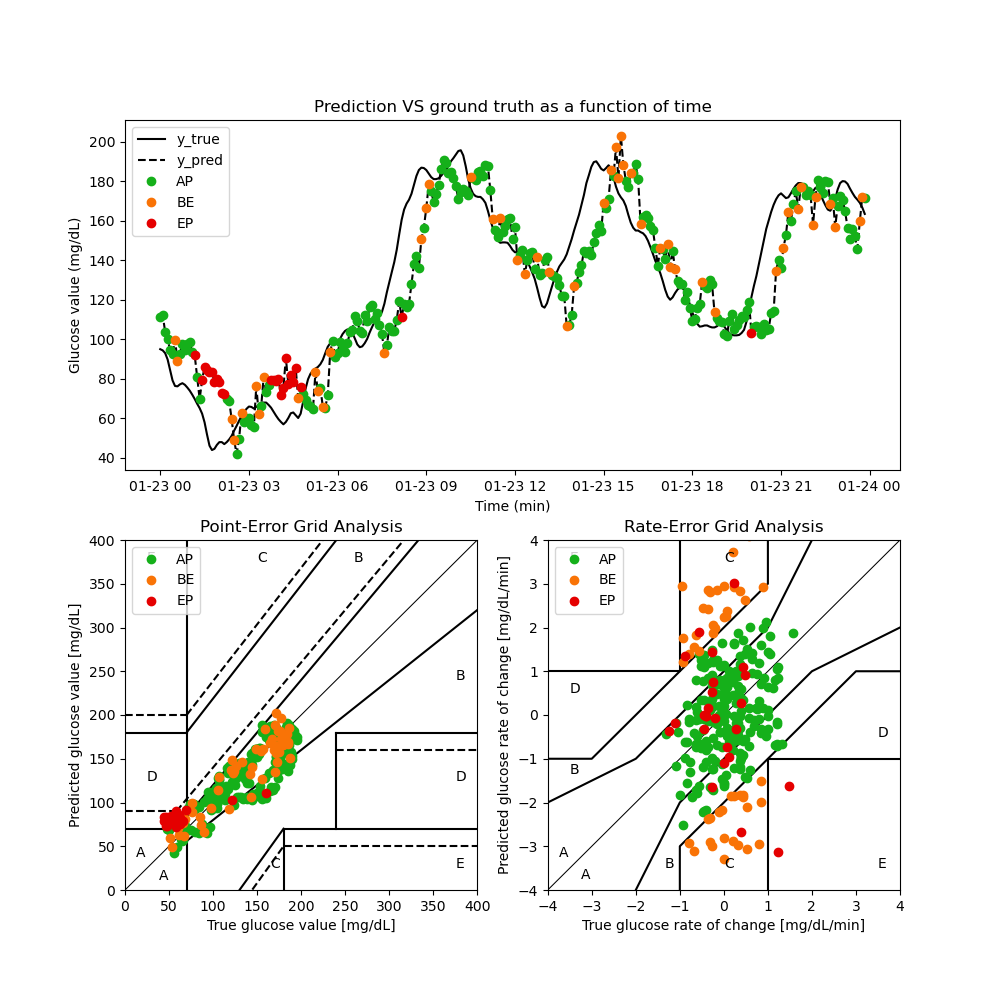 Prediction VS ground truth as a function of time
Glucose value (mg/dL)
200
180
160
140
120
100
80
60
40
y_true
y_pred
AP
BE
EP
01-23 00 01-23 03 01-23 06 01-23 09 01-23 12 01-23 15 01-23 18 01-23 21 01-24 00
Time (min)
Point-Error Grid Analysis
Predicted glucose value [mg/dL]
400
350
300
250
200
150
100
50
0
AP
BE
EP
C
B
B
D
D
A
A
C
E
0 50 100 150 200 250 300 350 400
True glucose value [mg/dL]
Rate-Error Grid Analysis
Predicted glucose rate of change [mg/dL/min]
4
3
2
1
0
−1
−2
−3
−4
AP
BE
EP
C
D
D
B
A
A
B
C
E
−4 −3 −2 −1 0 1 2 3 4
True glucose rate of change [mg/dL/min]